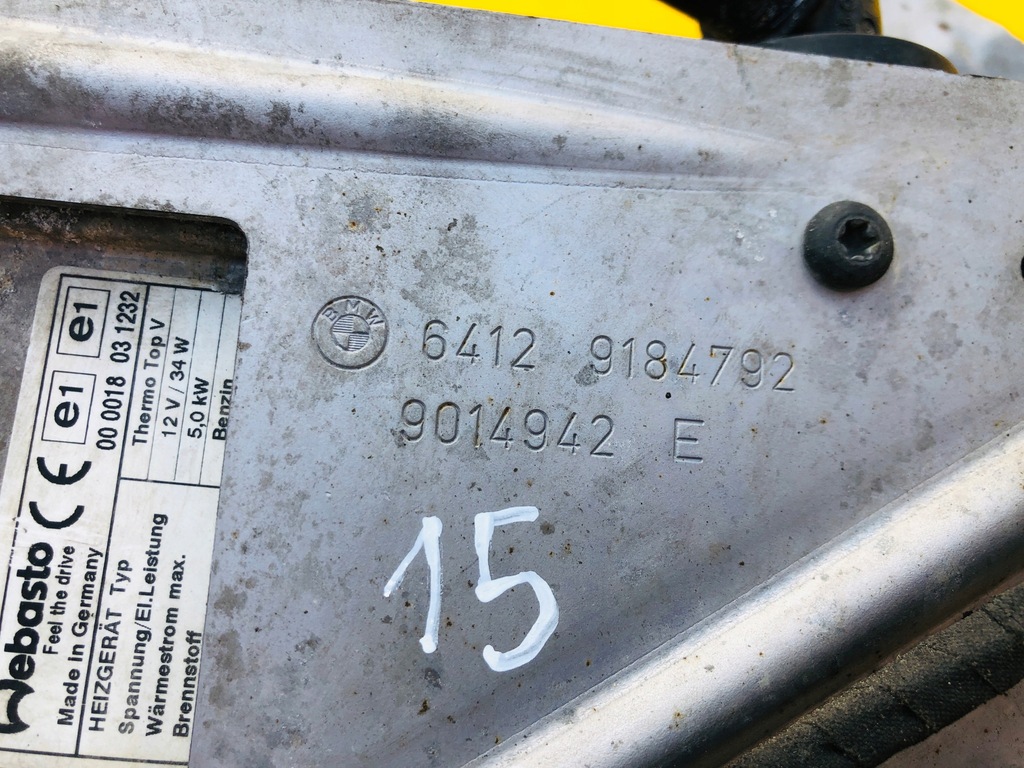 BMW
6412 9184792
9014942 E
15
Webasto
Feel the drive
Made in Germany
CE e1 e1
00 0018 03 1232
HEIZGERÄT Typ Thermo Top V
Spannung/El.Leistung 12 V / 34 W
Wärmestrom max. 5,0 kW
Brennstoff Benzin